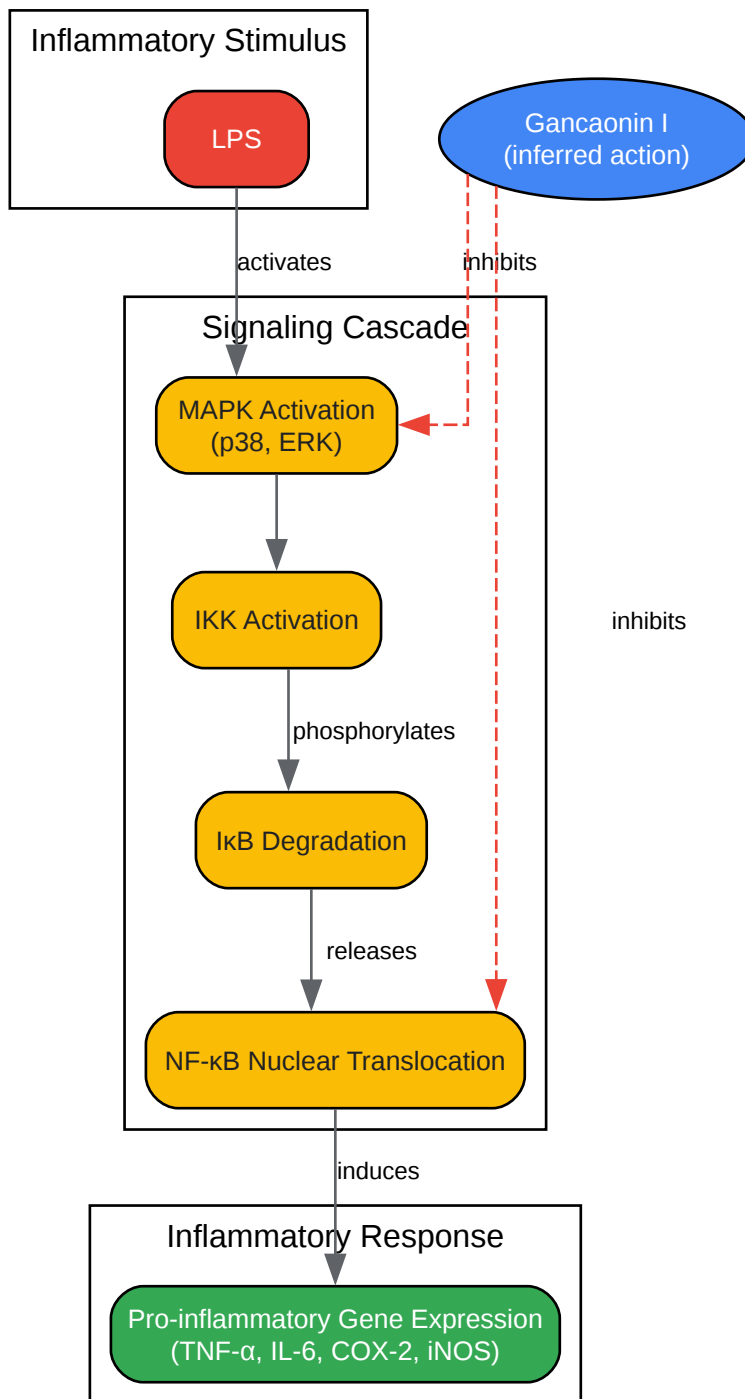 Inflammatory Stimulus
LPS
Gancaonin I
(inferred action)
activates
inhibits
Signaling Cascade
MAPK Activation
(p38, ERK)
IKK Activation
inhibits
phosphorylates
IκB Degradation
releases
NF-κB Nuclear Translocation
induces
Inflammatory Response
Pro-inflammatory Gene Expression
(TNF-α, IL-6, COX-2, iNOS)